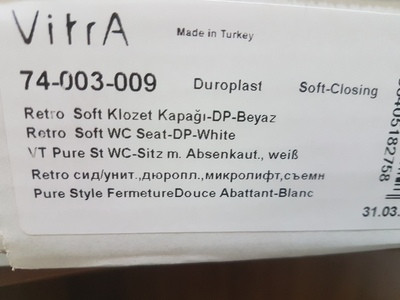 VitrA
Made in Turkey
74-003-009 Duroplast Soft-Closing
Retro Soft Klozet Kapağı-DP-Beyaz
Retro Soft WC Seat-DP-White
VT Pure St WC-Sitz m. Absenkaut., weiß
Retro сид/унит.,дюропл.,микролифт,съемн
Pure Style FermetureDouce Abattant-Blanc
31.03.